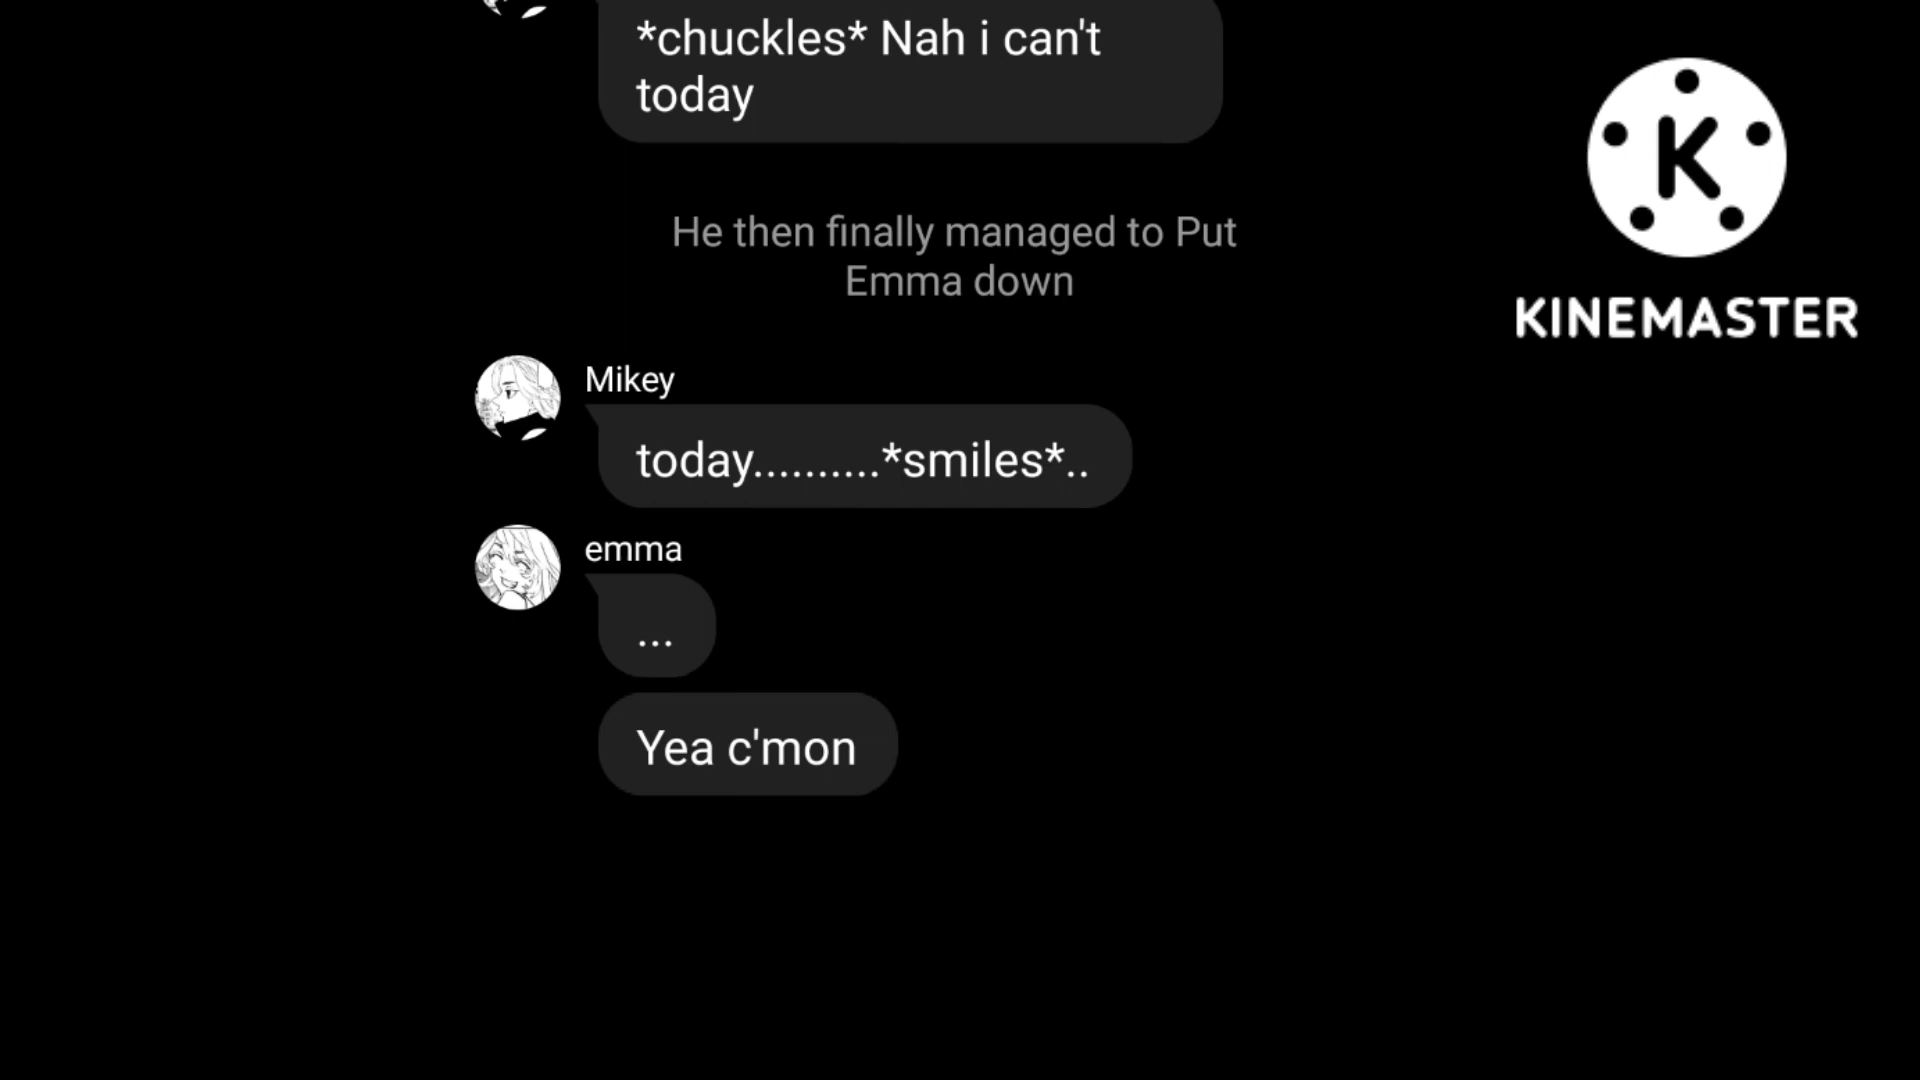 *chuckles* Nah i can't
today
He then finally managed to Put
Emma down
K
KINEMASTER
Mikey
today..........*smiles*..
emma
...
Yea c'mon